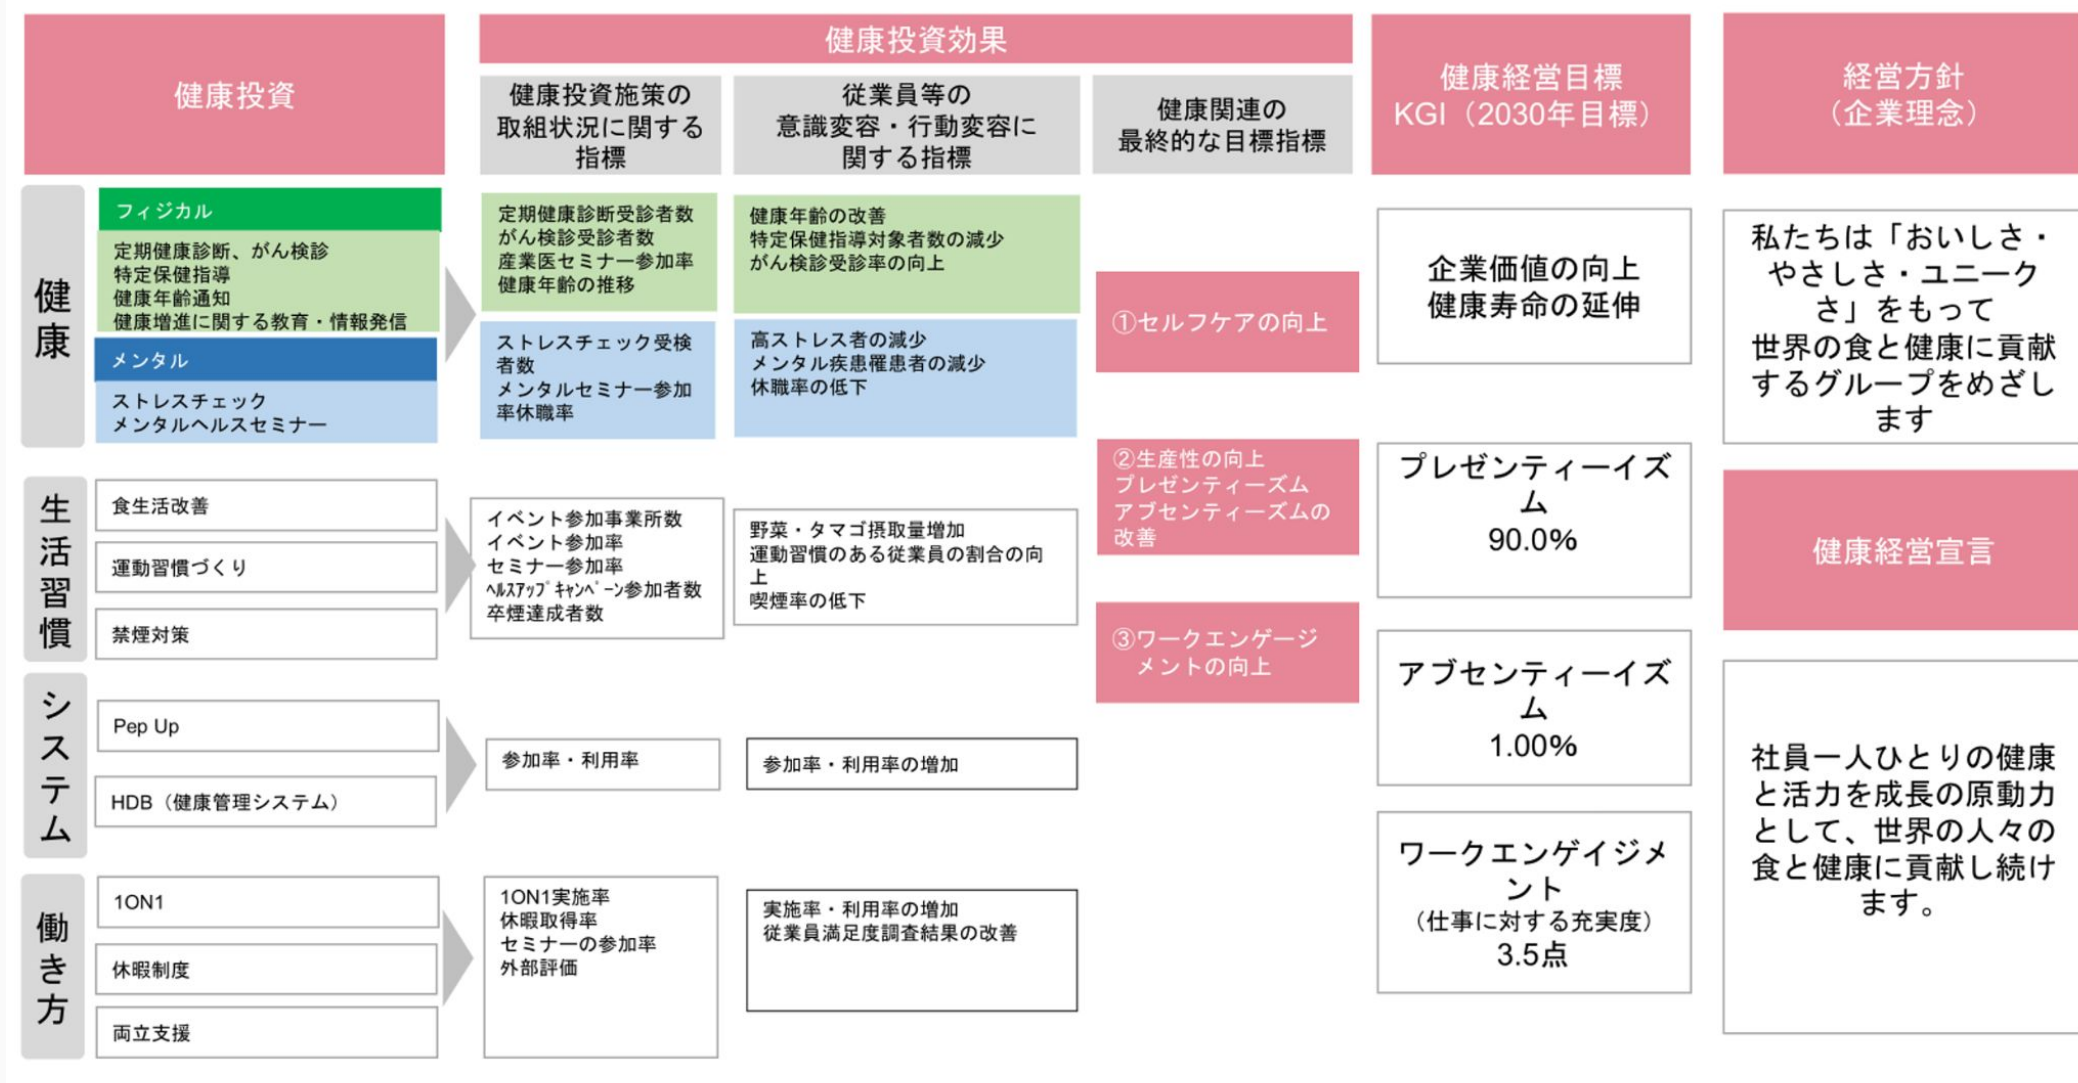 健康投資
健康投資効果
健康投資施策の
取組状況に関する
指標
従業員等の
意識変容・行動変容に
関する指標
健康関連の
最終的な目標指標
健康経営目標
KGI（2030年目標）
経営方針
（企業理念）
健康
フィジカル
定期健康診断、がん検診
特定保健指導
健康年齢通知
健康増進に関する教育・情報発信
メンタル
ストレスチェック
メンタルヘルスセミナー
定期健康診断受診者数
がん検診受診者数
産業医セミナー参加率
健康年齢の推移
ストレスチェック受検
者数
メンタルセミナー参加
率休職率
健康年齢の改善
特定保健指導対象者数の減少
がん検診受診率の向上
高ストレス者の減少
メンタル疾患罹患者の減少
休職率の低下
生活習慣
食生活改善
運動習慣づくり
禁煙対策
イベント参加事業所数
イベント参加率
セミナー参加率
ﾍﾙｽｱｯﾌﾟｷｬﾝﾍﾟｰﾝ参加者数
卒煙達成者数
野菜・タマゴ摂取量増加
運動習慣のある従業員の割合の向
上
喫煙率の低下
システム
Pep Up
HDB（健康管理システム）
参加率・利用率
参加率・利用率の増加
働き方
1ON1
休暇制度
両立支援
1ON1実施率
休暇取得率
セミナーの参加率
外部評価
実施率・利用率の増加
従業員満足度調査結果の改善
①セルフケアの向上
②生産性の向上
プレゼンティーズム
アブセンティーズムの
改善
③ワークエンゲージ
メントの向上
企業価値の向上
健康寿命の延伸
プレゼンティーイズ
ム
90.0%
アブセンティーイズ
ム
1.00%
ワークエンゲイジメ
ント
（仕事に対する充実度）
3.5点
私たちは「おいしさ・
やさしさ・ユニーク
さ」をもって
世界の食と健康に貢献
するグループをめざし
ます
健康経営宣言
社員一人ひとりの健康
と活力を成長の原動力
として、世界の人々の
食と健康に貢献し続け
ます。